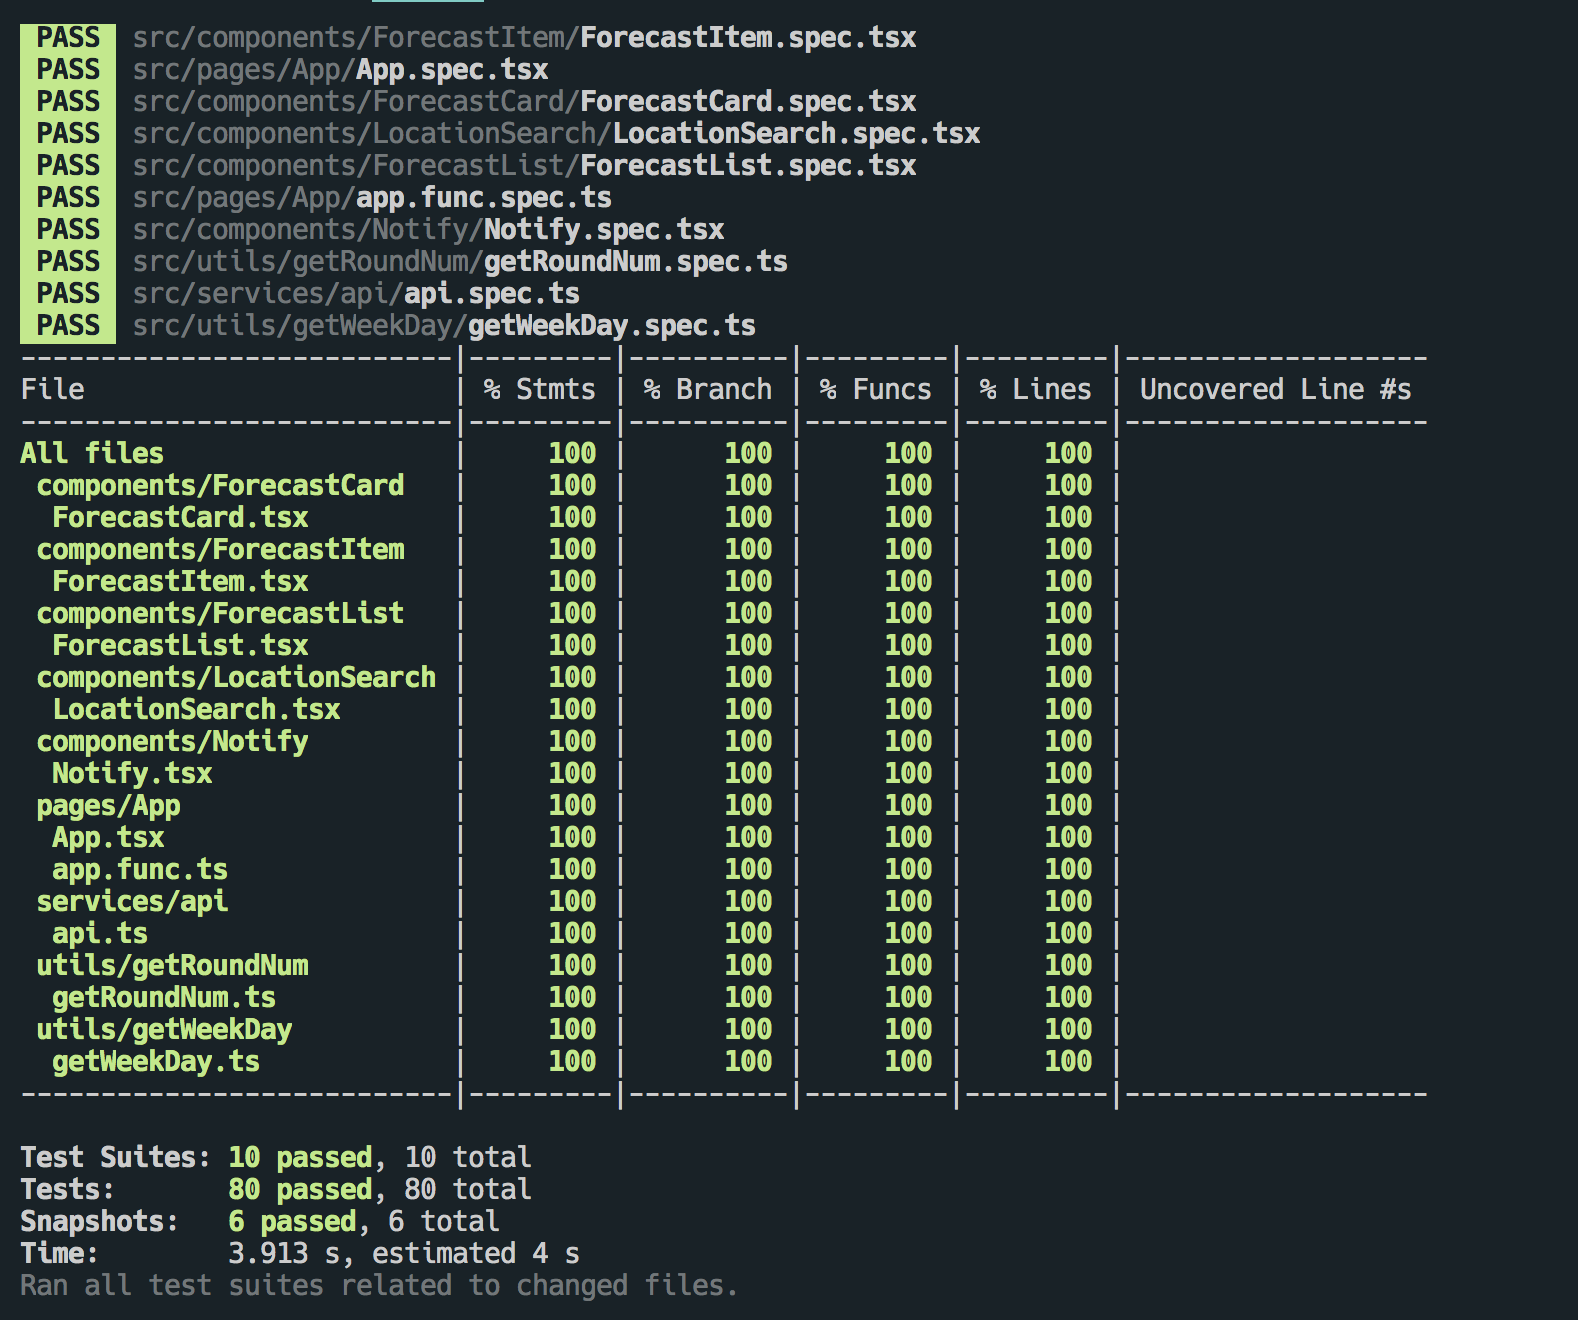 PASS src/components/ForecastItem/ForecastItem.spec.tsx
PASS src/pages/App/App.spec.tsx
PASS src/components/ForecastCard/ForecastCard.spec.tsx
PASS src/components/LocationSearch/LocationSearch.spec.tsx
PASS src/components/ForecastList/ForecastList.spec.tsx
PASS src/pages/App/app.func.spec.ts
PASS src/components/Notify/Notify.spec.tsx
PASS src/utils/getRoundNum/getRoundNum.spec.ts
PASS src/services/api/api.spec.ts
PASS src/utils/getWeekDay/getWeekDay.spec.ts
---------------------------|---------|----------|---------|---------|-------------------
File                       | % Stmts | % Branch | % Funcs | % Lines | Uncovered Line #s
---------------------------|---------|----------|---------|---------|-------------------
All files                  |     100 |      100 |     100 |     100 |
 components/ForecastCard   |     100 |      100 |     100 |     100 |
  ForecastCard.tsx         |     100 |      100 |     100 |     100 |
 components/ForecastItem   |     100 |      100 |     100 |     100 |
  ForecastItem.tsx         |     100 |      100 |     100 |     100 |
 components/ForecastList   |     100 |      100 |     100 |     100 |
  ForecastList.tsx         |     100 |      100 |     100 |     100 |
 components/LocationSearch |     100 |      100 |     100 |     100 |
  LocationSearch.tsx       |     100 |      100 |     100 |     100 |
 components/Notify         |     100 |      100 |     100 |     100 |
  Notify.tsx               |     100 |      100 |     100 |     100 |
 pages/App                 |     100 |      100 |     100 |     100 |
  App.tsx                  |     100 |      100 |     100 |     100 |
  app.func.ts              |     100 |      100 |     100 |     100 |
 services/api              |     100 |      100 |     100 |     100 |
  api.ts                   |     100 |      100 |     100 |     100 |
 utils/getRoundNum         |     100 |      100 |     100 |     100 |
  getRoundNum.ts           |     100 |      100 |     100 |     100 |
 utils/getWeekDay          |     100 |      100 |     100 |     100 |
  getWeekDay.ts            |     100 |      100 |     100 |     100 |
---------------------------|---------|----------|---------|---------|-------------------
Test Suites: 10 passed, 10 total
Tests:       80 passed, 80 total
Snapshots:   6 passed, 6 total
Time:        3.913 s, estimated 4 s
Ran all test suites related to changed files.